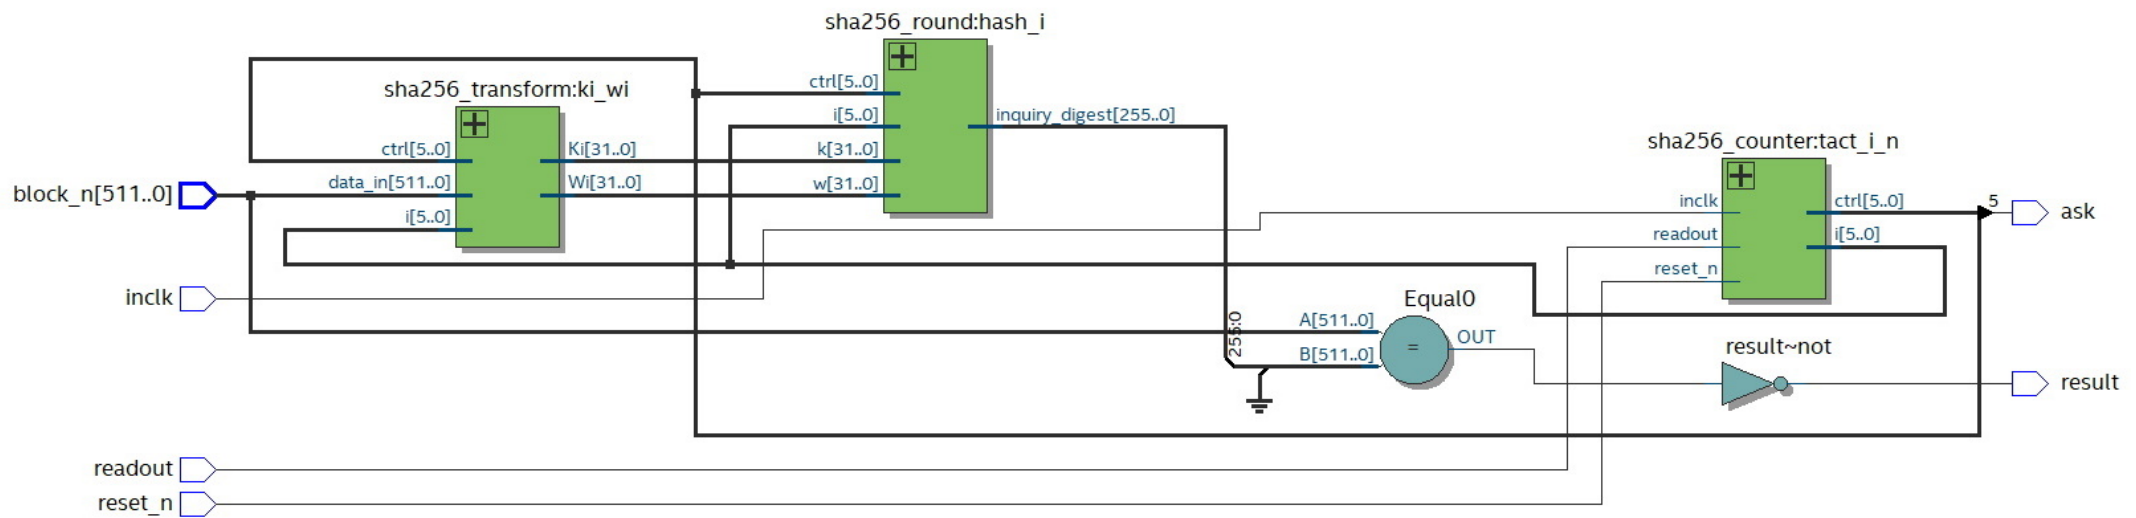 sha256_round:hash_i
ctrl[5..0]
i[5..0]
k[31..0]
w[31..0]
inquiry_digest[255..0]
sha256_transform:ki_wi
ctrl[5..0]
data_in[511..0]
i[5..0]
Ki[31..0]
Wi[31..0]
block_n[511..0]
inclk
readout
reset_n
sha256_counter:tact_i_n
inclk
readout
reset_n
ctrl[5..0]
i[5..0]
5
ask
255:0
Equal0
A[511..0]
B[511..0]
=
OUT
result~not
result